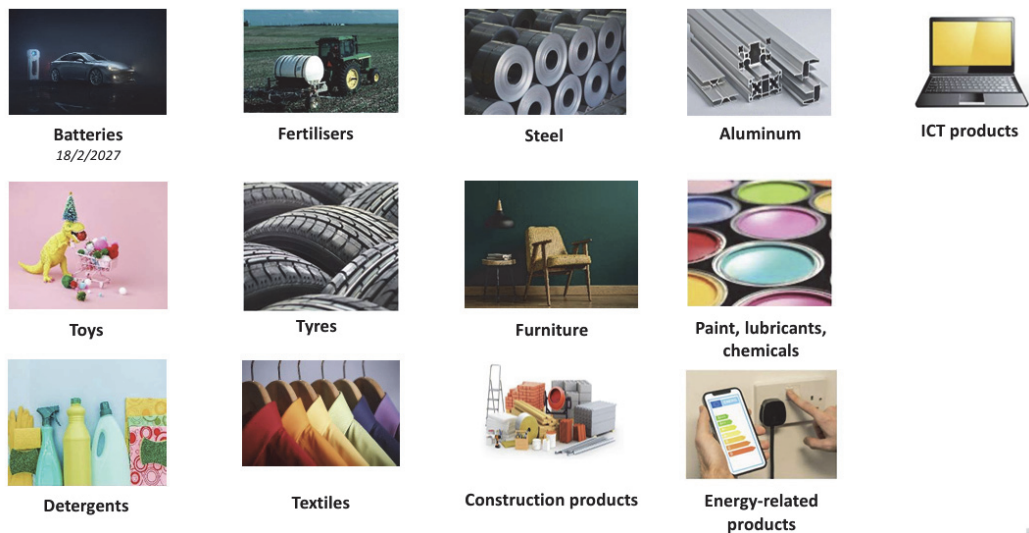 Batteries
18/2/2027
Fertilisers
Steel
Aluminum
ICT products
Toys
Tyres
Furniture
Paint, lubricants,
chemicals
Detergents
Textiles
Construction products
Energy-related
products